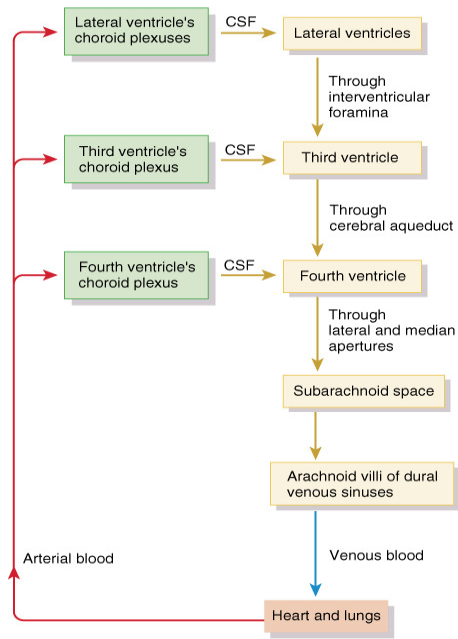 Lateral ventricle's
choroid plexuses
CSF
Lateral ventricles
Through
interventricular
foramina
Third ventricle's
choroid plexus
CSF
Third ventricle
Through
cerebral aqueduct
Fourth ventricle's
choroid plexus
CSF
Fourth ventricle
Through
lateral and median
apertures
Subarachnoid space
Arachnoid villi of dural
venous sinuses
Arterial blood
Venous blood
Heart and lungs